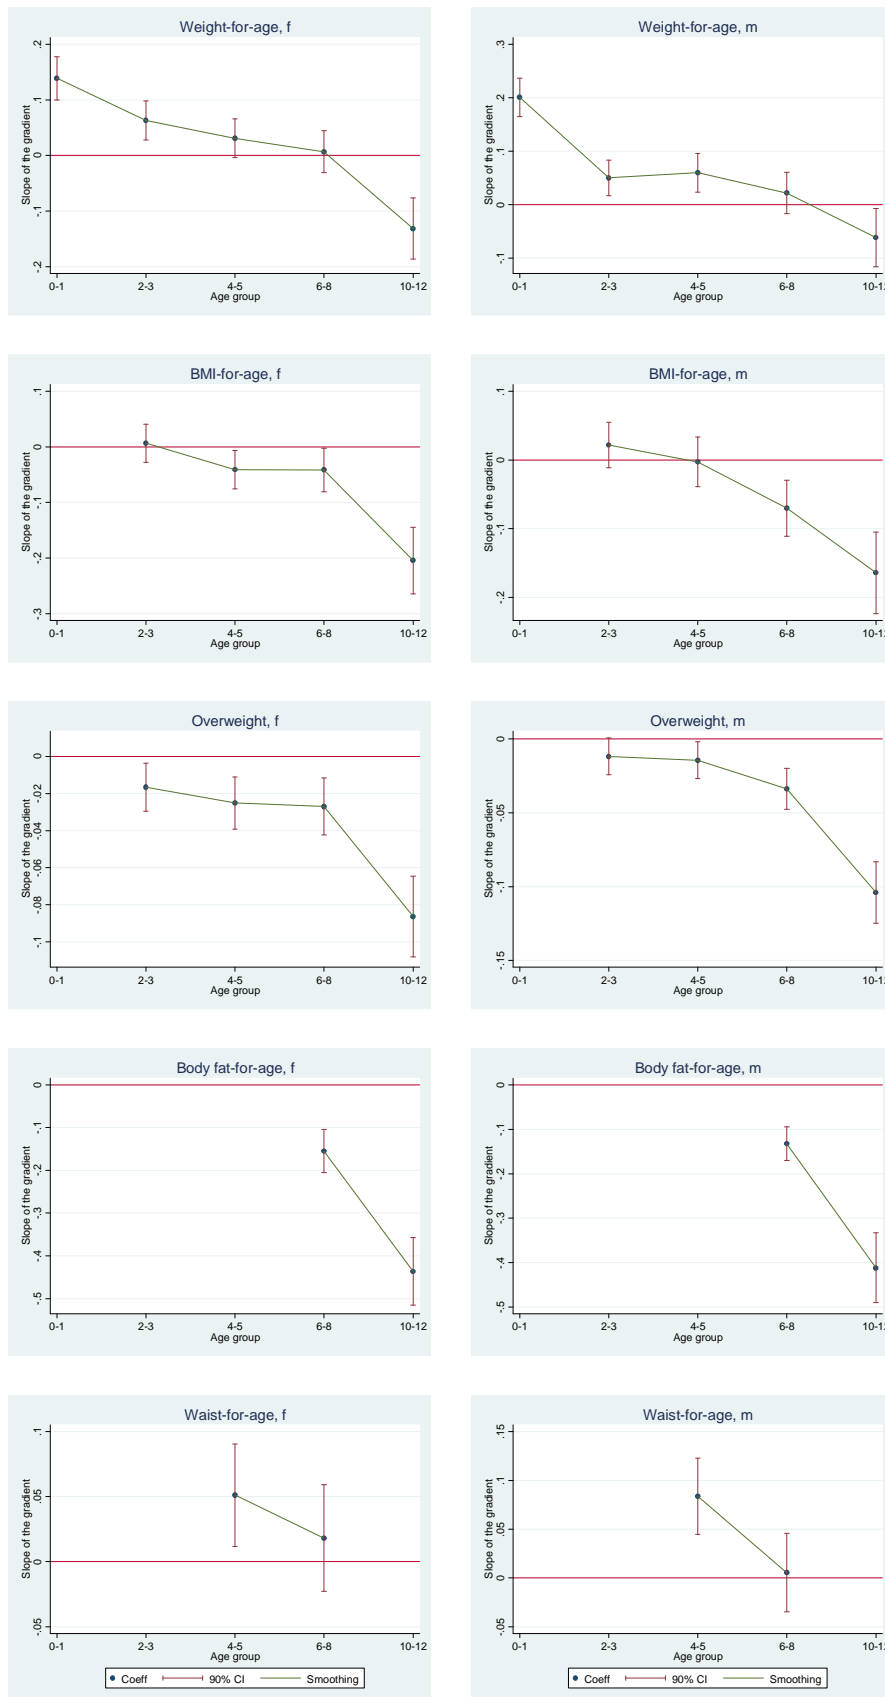 Weight-for-age, f
Slope of the gradient
.2
.1
0
-.1
-.2
0-1 2-3 4-5 6-8 10-12
Age group
Weight-for-age, m
Slope of the gradient
.3
.2
.1
0
-.1
0-1 2-3 4-5 6-8 10-12
Age group
BMI-for-age, f
Slope of the gradient
.1
0
-.1
-.2
-.3
0-1 2-3 4-5 6-8 10-12
Age group
BMI-for-age, m
Slope of the gradient
.1
0
-.1
-.2
0-1 2-3 4-5 6-8 10-12
Age group
Overweight, f
Slope of the gradient
0
-.02
-.04
-.06
-.08
-.1
0-1 2-3 4-5 6-8 10-12
Age group
Overweight, m
Slope of the gradient
0
-.05
-.1
-.15
0-1 2-3 4-5 6-8 10-12
Age group
Body fat-for-age, f
Slope of the gradient
0
-.1
-.2
-.3
-.4
-.5
0-1 2-3 4-5 6-8 10-12
Age group
Body fat-for-age, m
Slope of the gradient
0
-.1
-.2
-.3
-.4
-.5
0-1 2-3 4-5 6-8 10-12
Age group
Waist-for-age, f
Slope of the gradient
.1
.05
0
-.05
0-1 2-3 4-5 6-8 10-12
Age group
Coeff 90% CI Smoothing
Waist-for-age, m
Slope of the gradient
.15
.1
.05
0
-.05
0-1 2-3 4-5 6-8 10-12
Age group
Coeff 90% CI Smoothing